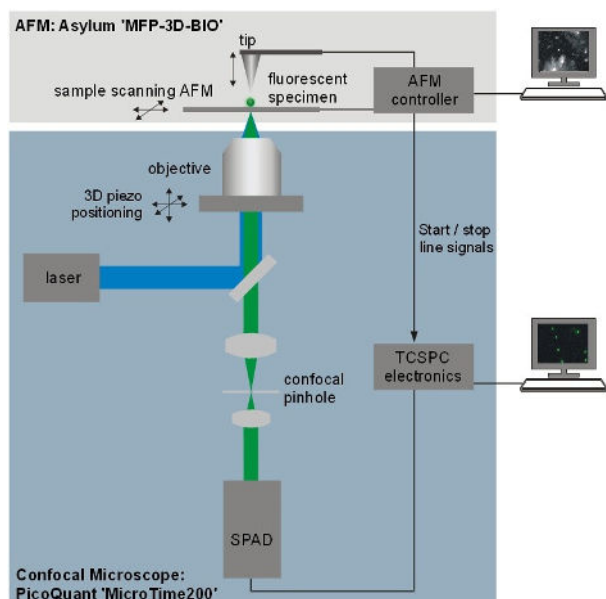 AFM: Asylum 'MFP-3D-BIO'
tip
sample scanning AFM
fluorescent
specimen
AFM
controller
objective
3D piezo
positioning
Start / stop
line signals
laser
TCSPC
electronics
confocal
pinhole
SPAD
Confocal Microscope:
PicoQuant 'MicroTime200'